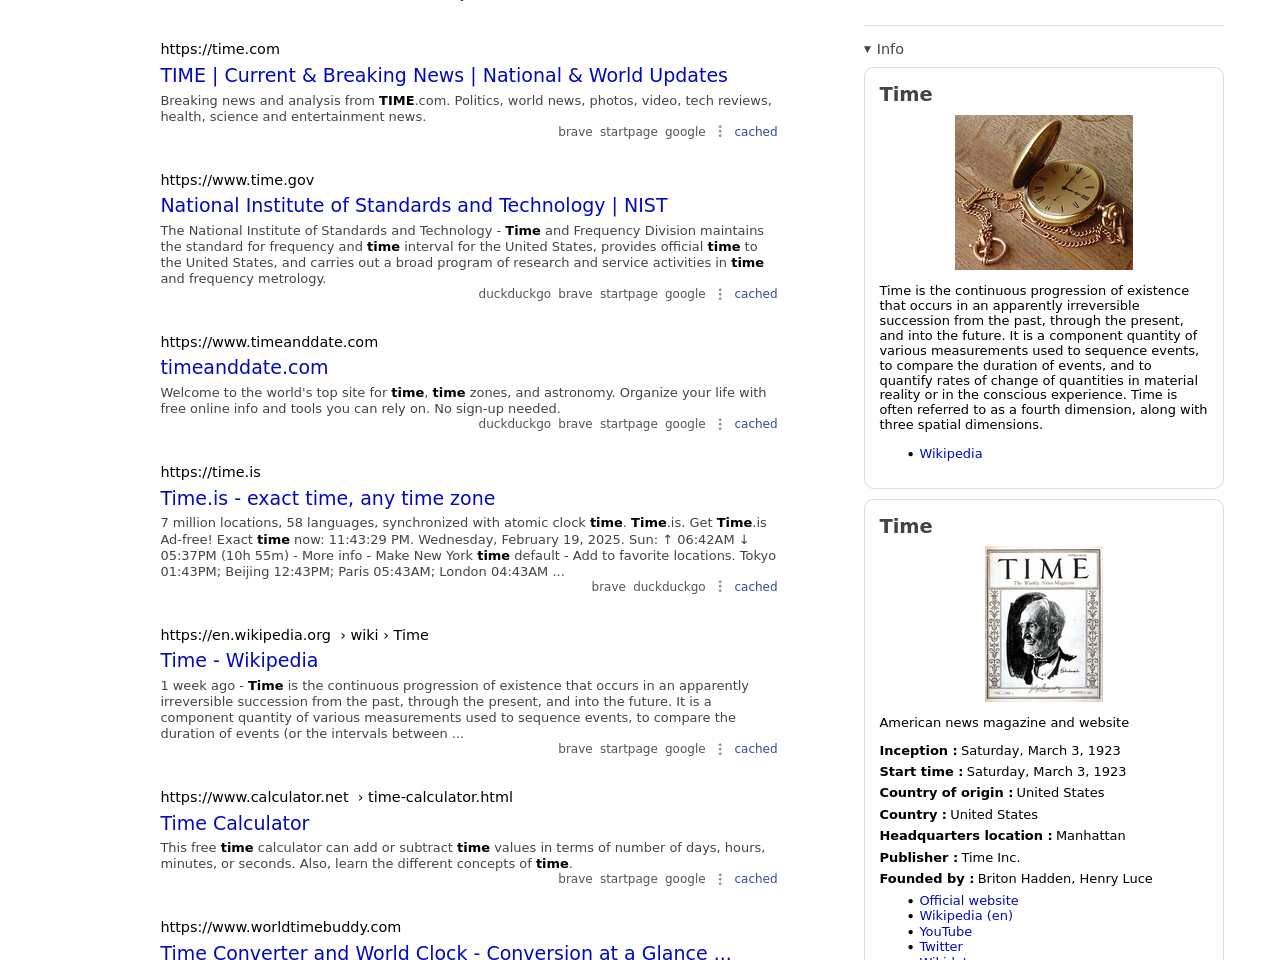 https://time.com
TIME | Current & Breaking News | National & World Updates
Breaking news and analysis from TIME.com. Politics, world news, photos, video, tech reviews,
health, science and entertainment news.
brave startpage google ⋮ cached
https://www.time.gov
National Institute of Standards and Technology | NIST
The National Institute of Standards and Technology - Time and Frequency Division maintains
the standard for frequency and time interval for the United States, provides official time to
the United States, and carries out a broad program of research and service activities in time
and frequency metrology.
duckduckgo brave startpage google ⋮ cached
https://www.timeanddate.com
timeanddate.com
Welcome to the world's top site for time, time zones, and astronomy. Organize your life with
free online info and tools you can rely on. No sign-up needed.
duckduckgo brave startpage google ⋮ cached
https://time.is
Time.is - exact time, any time zone
7 million locations, 58 languages, synchronized with atomic clock time. Time.is. Get Time.is
Ad-free! Exact time now: 11:43:29 PM. Wednesday, February 19, 2025. Sun: ↑ 06:42AM ↓
05:37PM (10h 55m) - More info - Make New York time default - Add to favorite locations. Tokyo
01:43PM; Beijing 12:43PM; Paris 05:43AM; London 04:43AM ...
brave duckduckgo ⋮ cached
https://en.wikipedia.org › wiki › Time
Time - Wikipedia
1 week ago - Time is the continuous progression of existence that occurs in an apparently
irreversible succession from the past, through the present, and into the future. It is a
component quantity of various measurements used to sequence events, to compare the
duration of events (or the intervals between ...
brave startpage google ⋮ cached
https://www.calculator.net › time-calculator.html
Time Calculator
This free time calculator can add or subtract time values in terms of number of days, hours,
minutes, or seconds. Also, learn the different concepts of time.
brave startpage google ⋮ cached
https://www.worldtimebuddy.com
Time Converter and World Clock - Conversion at a Glance ...
▾ Info
Time
Time is the continuous progression of existence
that occurs in an apparently irreversible
succession from the past, through the present,
and into the future. It is a component quantity of
various measurements used to sequence events,
to compare the duration of events, and to
quantify rates of change of quantities in material
reality or in the conscious experience. Time is
often referred to as a fourth dimension, along with
three spatial dimensions.
• Wikipedia
Time
TIME
The Weekly News-Magazine
American news magazine and website
Inception : Saturday, March 3, 1923
Start time : Saturday, March 3, 1923
Country of origin : United States
Country : United States
Headquarters location : Manhattan
Publisher : Time Inc.
Founded by : Briton Hadden, Henry Luce
• Official website
• Wikipedia (en)
• YouTube
• Twitter